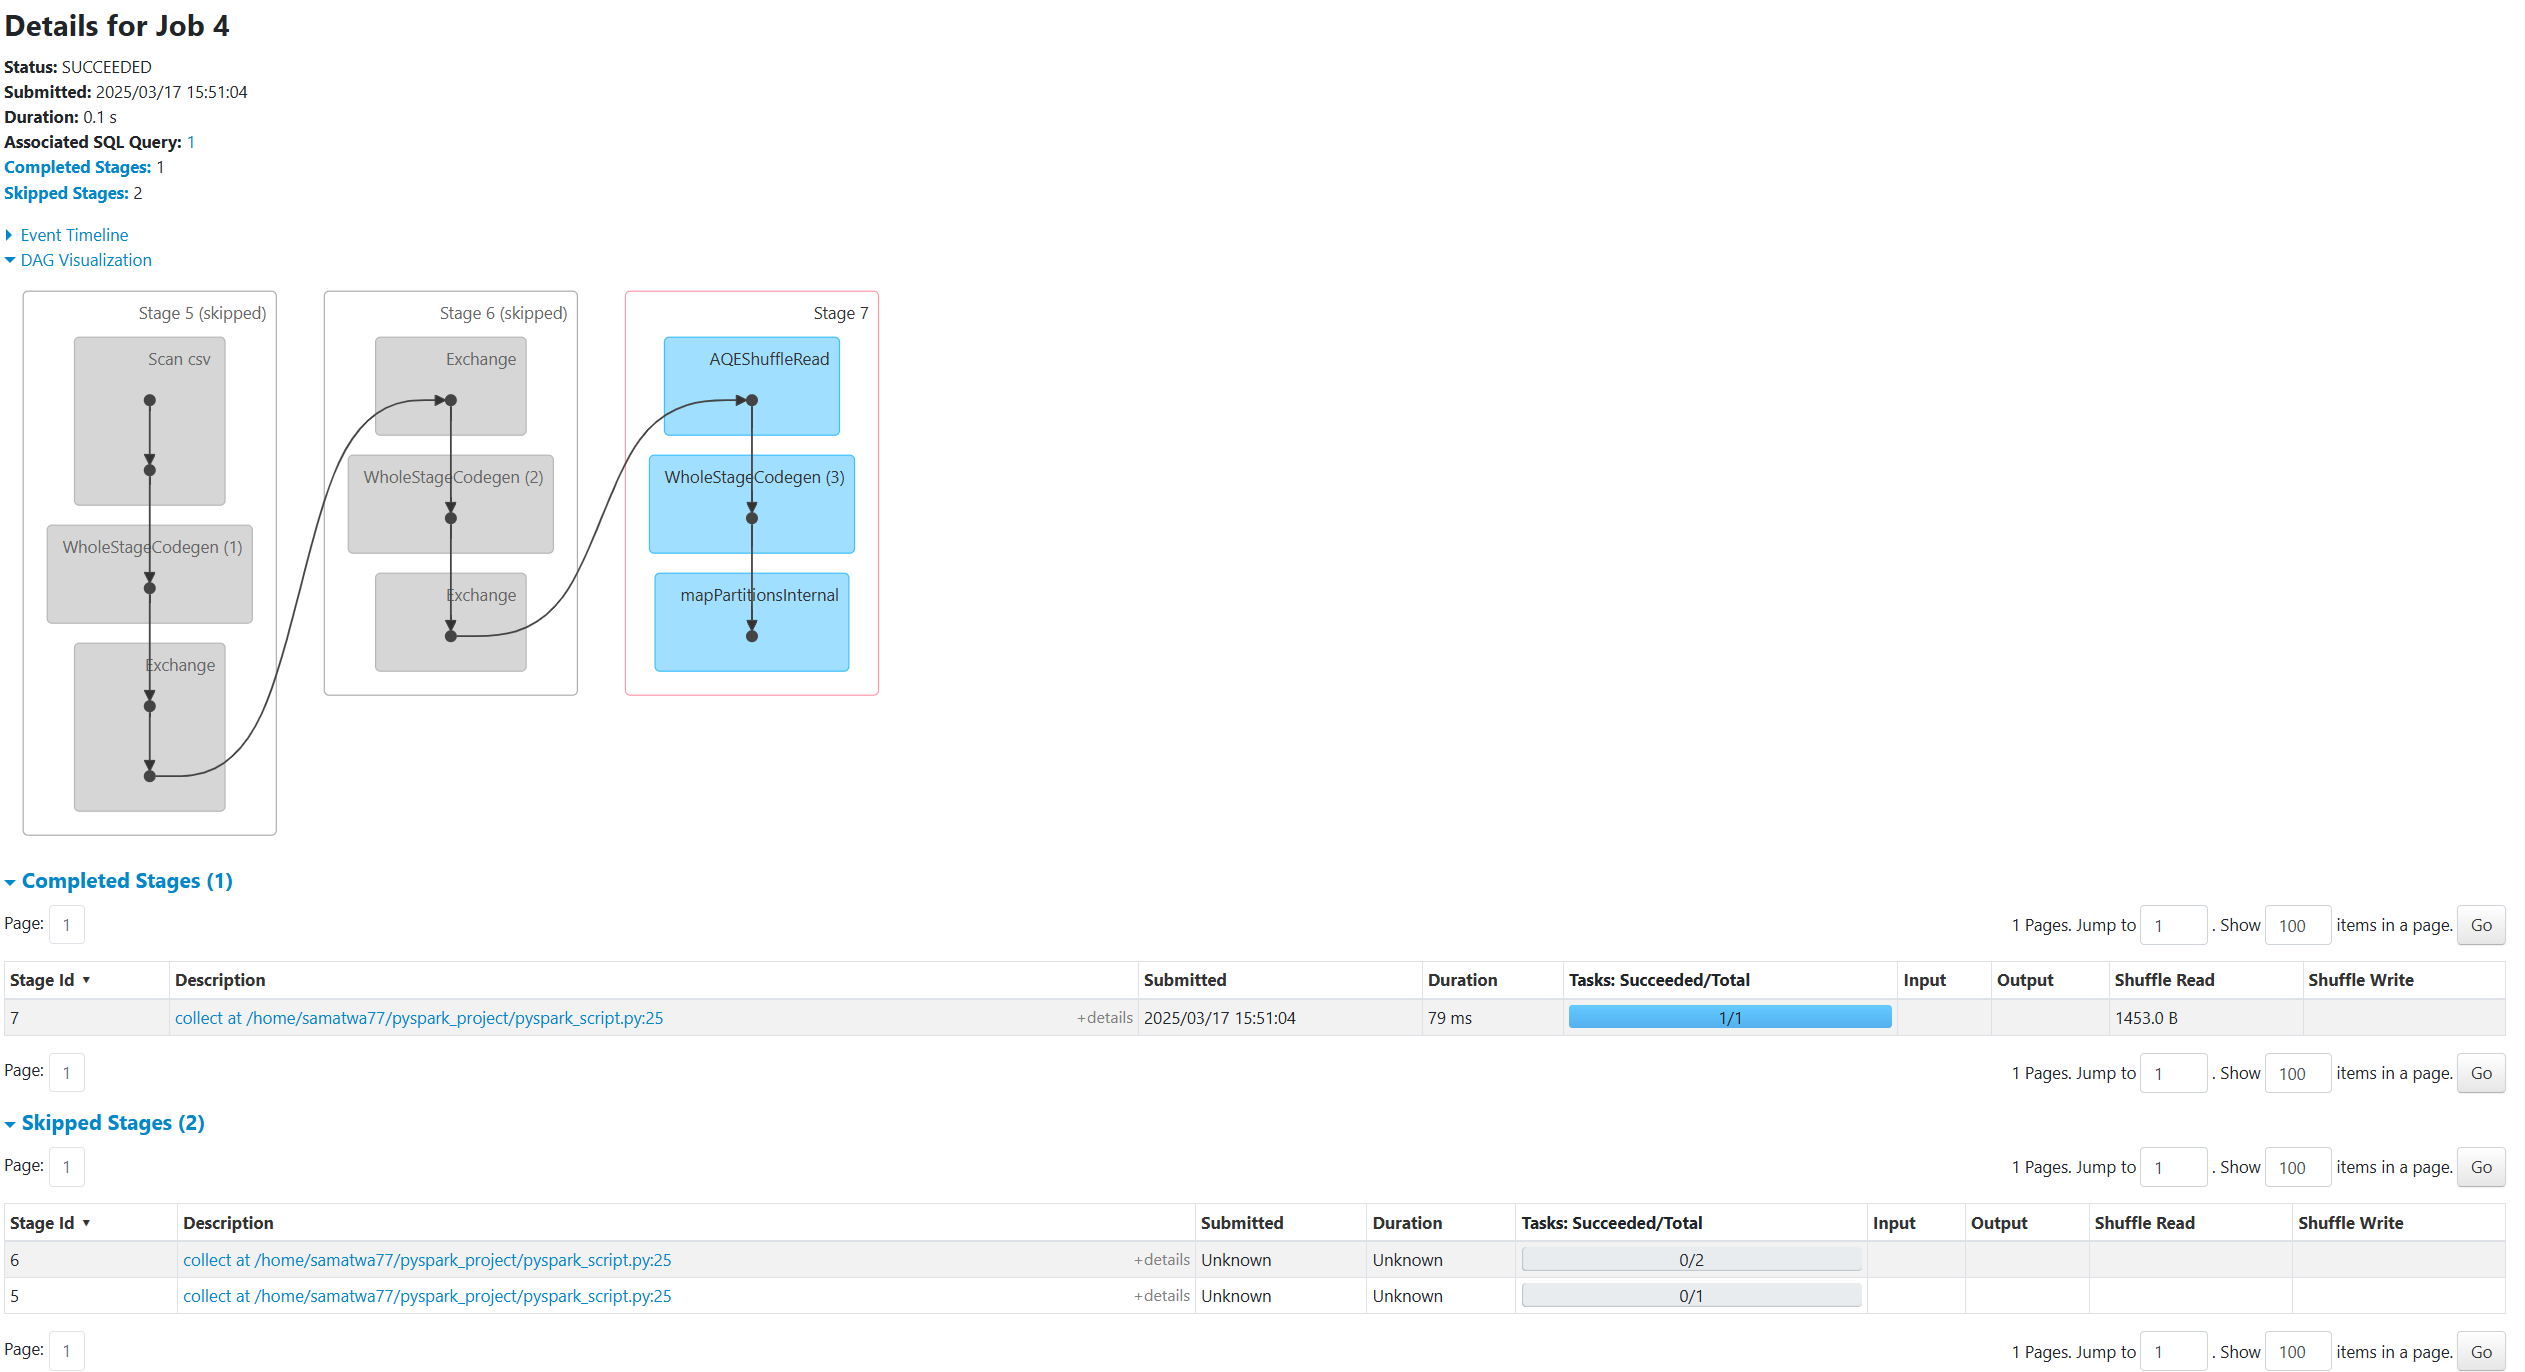 Details for Job 4
Status: SUCCEEDED
Submitted: 2025/03/17 15:51:04
Duration: 0.1 s
Associated SQL Query: 1
Completed Stages: 1
Skipped Stages: 2
Event Timeline
DAG Visualization
Stage 5 (skipped)
Scan csv
WholeStageCodegen (1)
Exchange
Stage 6 (skipped)
Exchange
WholeStageCodegen (2)
Exchange
Stage 7
AQEShuffleRead
WholeStageCodegen (3)
mapPartitionsInternal
Completed Stages (1)
Page: 1 1 Pages. Jump to 1 . Show 100 items in a page. Go
Stage Id ▾ Description Submitted Duration Tasks: Succeeded/Total Input Output Shuffle Read Shuffle Write
7 collect at /home/samatwa77/pyspark_project/pyspark_script.py:25 +details 2025/03/17 15:51:04 79 ms 1/1 1453.0 B
Page: 1 1 Pages. Jump to 1 . Show 100 items in a page. Go
Skipped Stages (2)
Page: 1 1 Pages. Jump to 1 . Show 100 items in a page. Go
Stage Id ▾ Description Submitted Duration Tasks: Succeeded/Total Input Output Shuffle Read Shuffle Write
6 collect at /home/samatwa77/pyspark_project/pyspark_script.py:25 +details Unknown Unknown 0/2
5 collect at /home/samatwa77/pyspark_project/pyspark_script.py:25 +details Unknown Unknown 0/1
Page: 1 1 Pages. Jump to 1 . Show 100 items in a page. Go